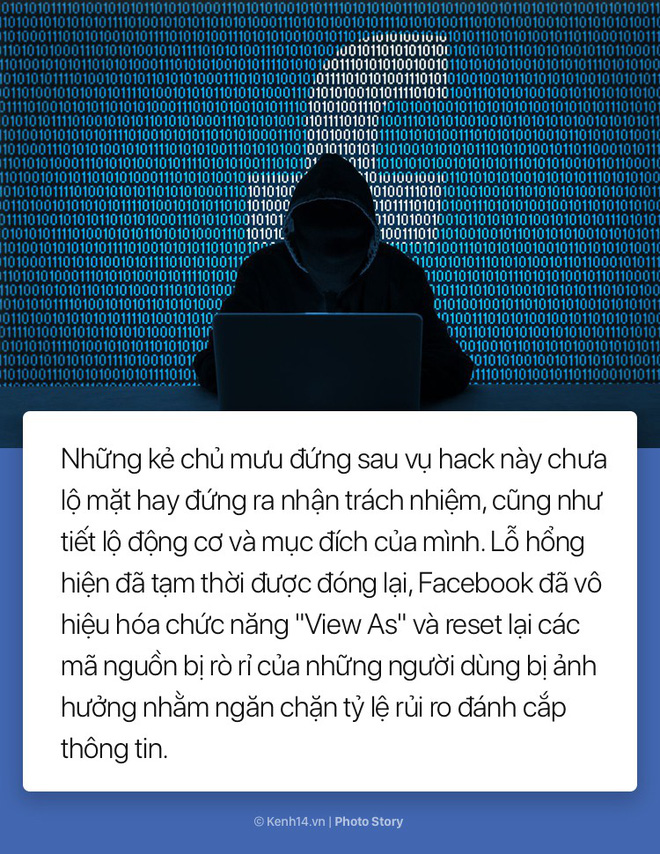 Những kẻ chủ mưu đứng sau vụ hack này chưa
lộ mặt hay đứng ra nhận trách nhiệm, cũng như
tiết lộ động cơ và mục đích của mình. Lỗ hổng
hiện đã tạm thời được đóng lại, Facebook đã vô
hiệu hóa chức năng "View As" và reset lại các
mã nguồn bị rò rỉ của những người dùng bị ảnh
hưởng nhằm ngăn chặn tỷ lệ rủi ro đánh cắp
thông tin.
© Kenh14.vn | Photo Story